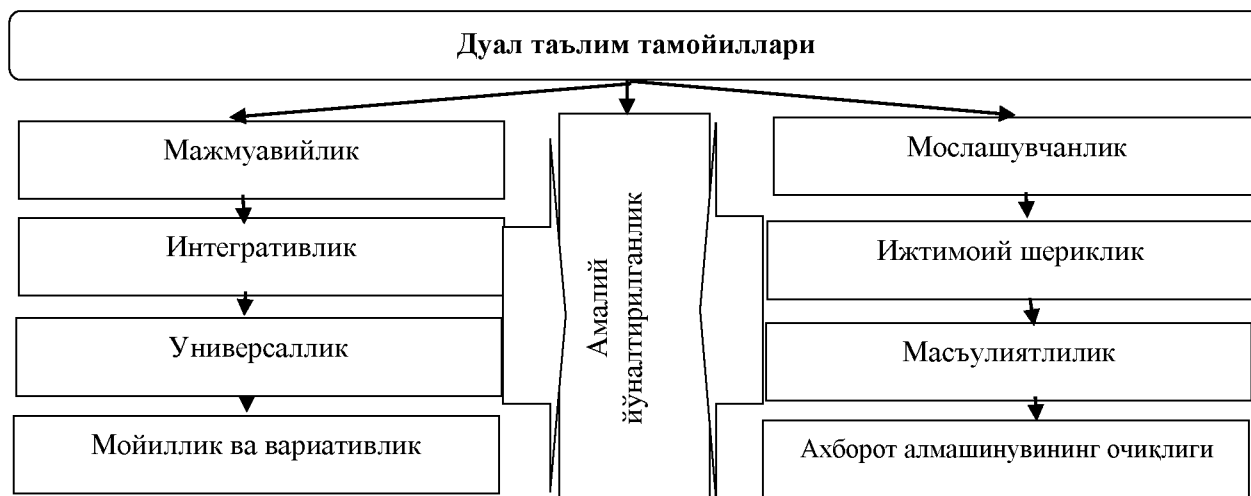 Дуал таълим тамойиллари
Мажмуавийлик
Интегративлик
Универсаллик
Мойиллик ва вариативлик
Амалий
йўналтирилганлик
Мослашувчанлик
Ижтимоий шериклик
Масъулиятлилик
Ахборот алмашинувининг очиқлиги